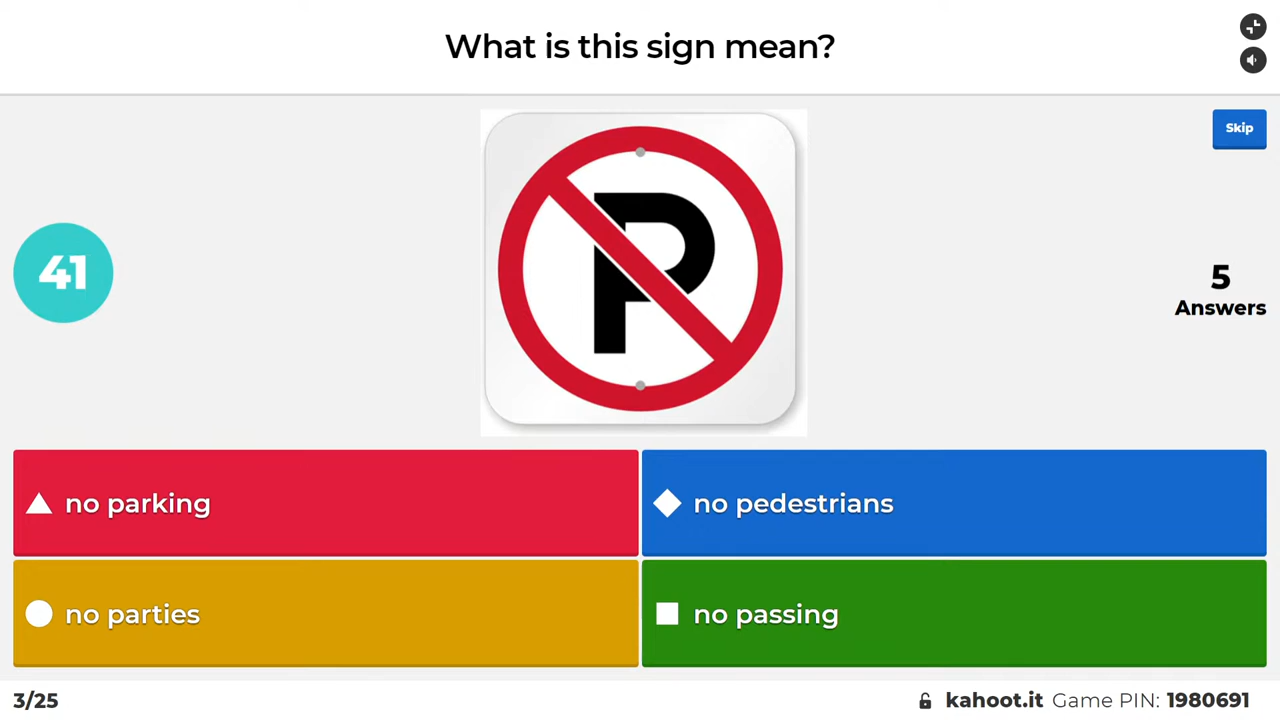 What is this sign mean?
Skip
41
P
5
Answers
no parking
no pedestrians
no parties
no passing
3/25
kahoot.it Game PIN: 1980691